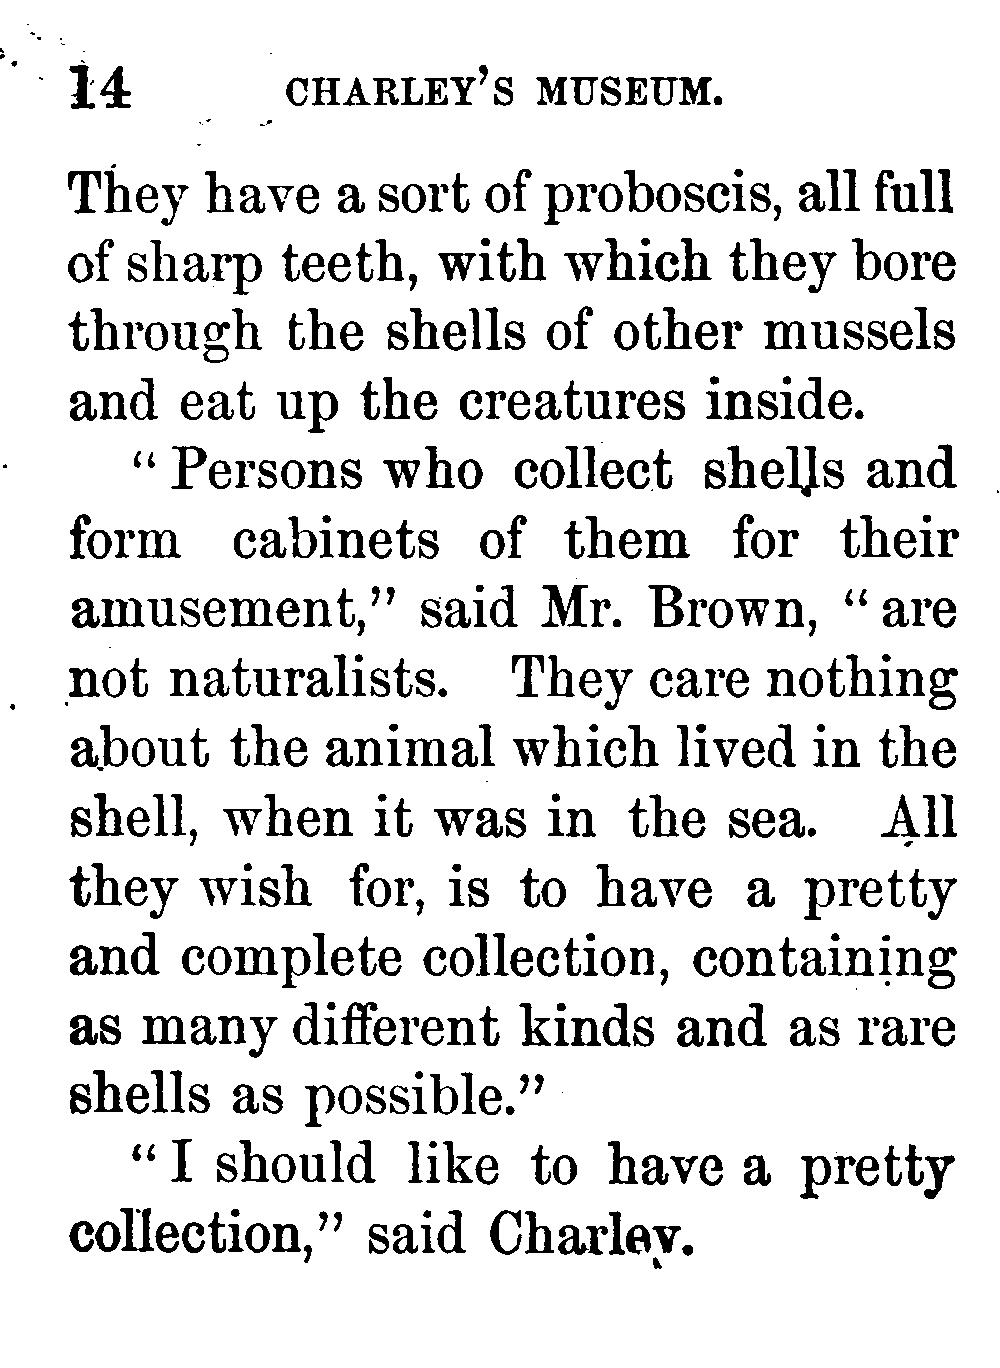 14 CHARLEY'S MUSEUM.
They have a sort of proboscis, all full
of sharp teeth, with which they bore
through the shells of other mussels
and eat up the creatures inside.
“ Persons who collect shells and
form cabinets of them for their
amusement,” said Mr. Brown, “ are
not naturalists. They care nothing
about the animal which lived in the
shell, when it was in the sea. All
they wish for, is to have a pretty
and complete collection, containing
as many different kinds and as rare
shells as possible.”
“ I should like to have a pretty
collection,” said Charley.